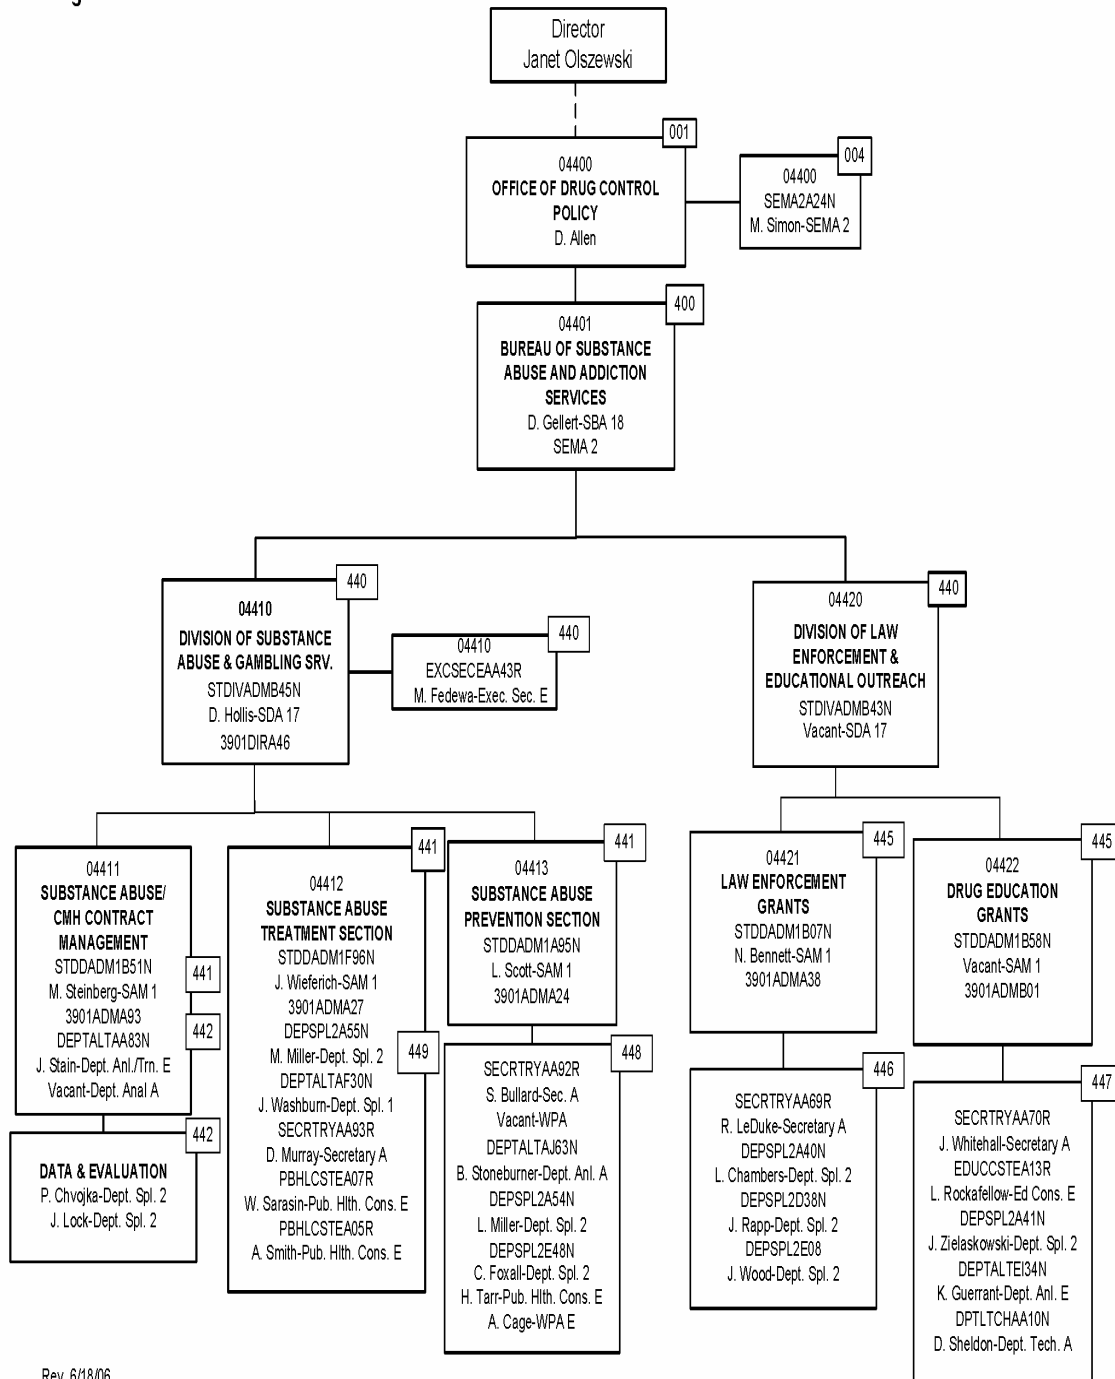 Director
Janet Olszewski
001
04400
OFFICE OF DRUG CONTROL
POLICY
D. Allen
004
04400
SEMA2A24N
M. Simon-SEMA 2
400
04401
BUREAU OF SUBSTANCE
ABUSE AND ADDICTION
SERVICES
D. Gellert-SBA 18
SEMA 2
440
04410
DIVISION OF SUBSTANCE
ABUSE & GAMBLING SRV.
STDIVADMB45N
D. Hollis-SDA 17
3901DIRA46
440
04410
EXCSECEAA43R
M. Fedewa-Exec. Sec. E
440
04420
DIVISION OF LAW
ENFORCEMENT &
EDUCATIONAL OUTREACH
STDIVADMB43N
Vacant-SDA 17
04411
SUBSTANCE ABUSE/
CMH CONTRACT
MANAGEMENT
STDDADM1B51N
M. Steinberg-SAM 1
3901ADMA93
DEPTALTAA83N
J. Stain-Dept. Anl./Trn. E
Vacant-Dept. Anal A
441
442
442
DATA & EVALUATION
P. Chvojka-Dept. Spl. 2
J. Lock-Dept. Spl. 2
441
04412
SUBSTANCE ABUSE
TREATMENT SECTION
STDDADM1F96N
J. Wieferich-SAM 1
3901ADMA27
DEPSPL2A55N
M. Miller-Dept. Spl. 2
DEPTALTAF30N
J. Washburn-Dept. Spl. 1
SECRTRYAA93R
D. Murray-Secretary A
PBHLCSTEA07R
W. Sarasin-Pub. Hlth. Cons. E
PBHLCSTEA05R
A. Smith-Pub. Hlth. Cons. E
449
441
04413
SUBSTANCE ABUSE
PREVENTION SECTION
STDDADM1A95N
L. Scott-SAM 1
3901ADMA24
448
SECRTRYAA92R
S. Bullard-Sec. A
Vacant-WPA
DEPTALTAJ63N
B. Stoneburner-Dept. Anl. A
DEPSPL2A54N
L. Miller-Dept. Spl. 2
DEPSPL2E48N
C. Foxall-Dept. Spl. 2
H. Tarr-Pub. Hlth. Cons. E
A. Cage-WPA E
445
04421
LAW ENFORCEMENT
GRANTS
STDDADM1B07N
N. Bennett-SAM 1
3901ADMA38
446
SECRTRYAA69R
R. LeDuke-Secretary A
DEPSPL2A40N
L. Chambers-Dept. Spl. 2
DEPSPL2D38N
J. Rapp-Dept. Spl. 2
DEPSPL2E08
J. Wood-Dept. Spl. 2
445
04422
DRUG EDUCATION
GRANTS
STDDADM1B58N
Vacant-SAM 1
3901ADMB01
447
SECRTRYAA70R
J. Whitehall-Secretary A
EDUCCSTEA13R
L. Rockafellow-Ed Cons. E
DEPSPL2A41N
J. Zielaskowski-Dept. Spl. 2
DEPTALTEI34N
K. Guerrant-Dept. Anl. E
DPTLTCHAA10N
D. Sheldon-Dept. Tech. A
Rev. 6/18/06